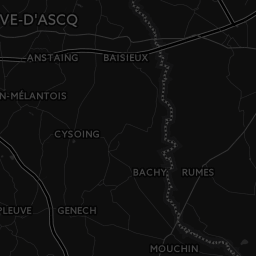 VE-D'ASCQ
ANSTAING
BAISIEUX
N-MÉLANTOIS
CYSOING
BACHY
RUMES
PLEUVE
GENECH
MOUCHIN